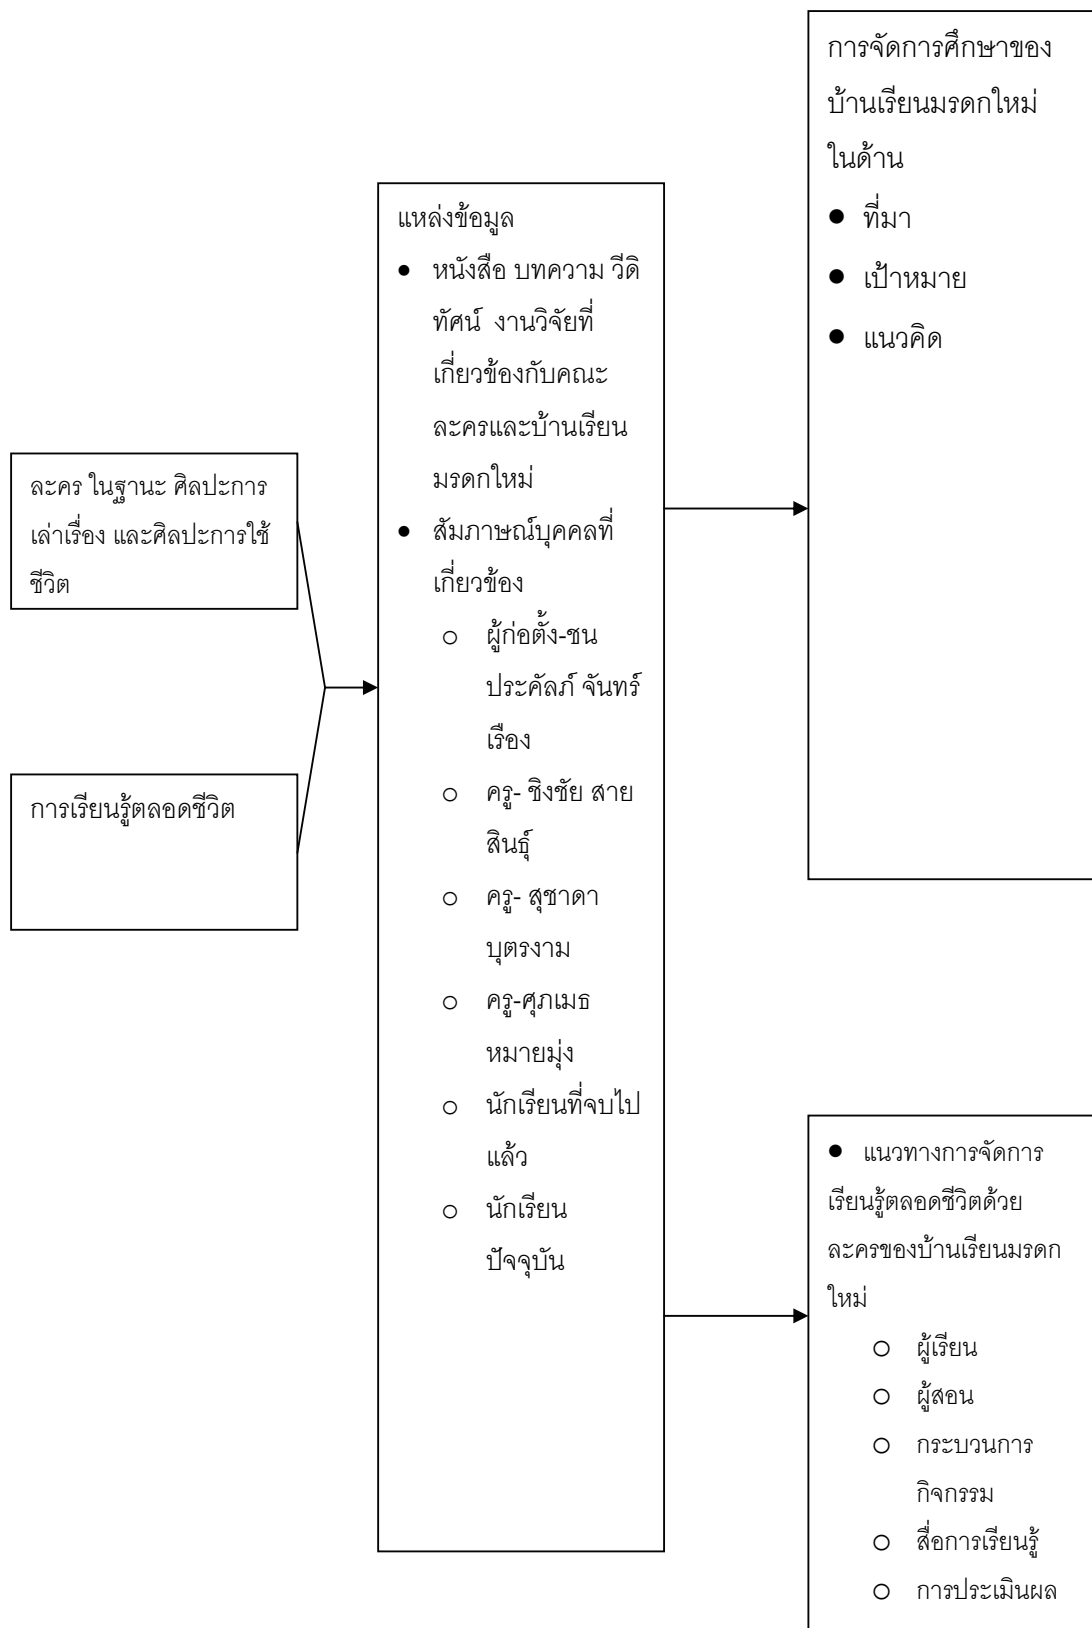 ละคร ในฐานะ ศิลปะการ
เล่าเรื่อง และศิลปะการใช้
ชีวิต
การเรียนรู้ตลอดชีวิต
แหล่งข้อมูล
● หนังสือ บทความ วีดิ
ทัศน์ งานวิจัยที่
เกี่ยวข้องกับคณะ
ละครและบ้านเรียน
มรดกใหม่
● สัมภาษณ์บุคคลที่
เกี่ยวข้อง
○ ผู้ก่อตั้ง-ชน
ประคัลภ์ จันทร์
เรือง
○ ครู- ชิงชัย สาย
สินธุ์
○ ครู- สุชาดา
บุตรงาม
○ ครู-ศุภเมธ
หมายมุ่ง
○ นักเรียนที่จบไป
แล้ว
○ นักเรียน
ปัจจุบัน
การจัดการศึกษาของ
บ้านเรียนมรดกใหม่
ในด้าน
● ที่มา
● เป้าหมาย
● แนวคิด
● แนวทางการจัดการ
เรียนรู้ตลอดชีวิตด้วย
ละครของบ้านเรียนมรดก
ใหม่
○ ผู้เรียน
○ ผู้สอน
○ กระบวนการ
กิจกรรม
○ สื่อการเรียนรู้
○ การประเมินผล